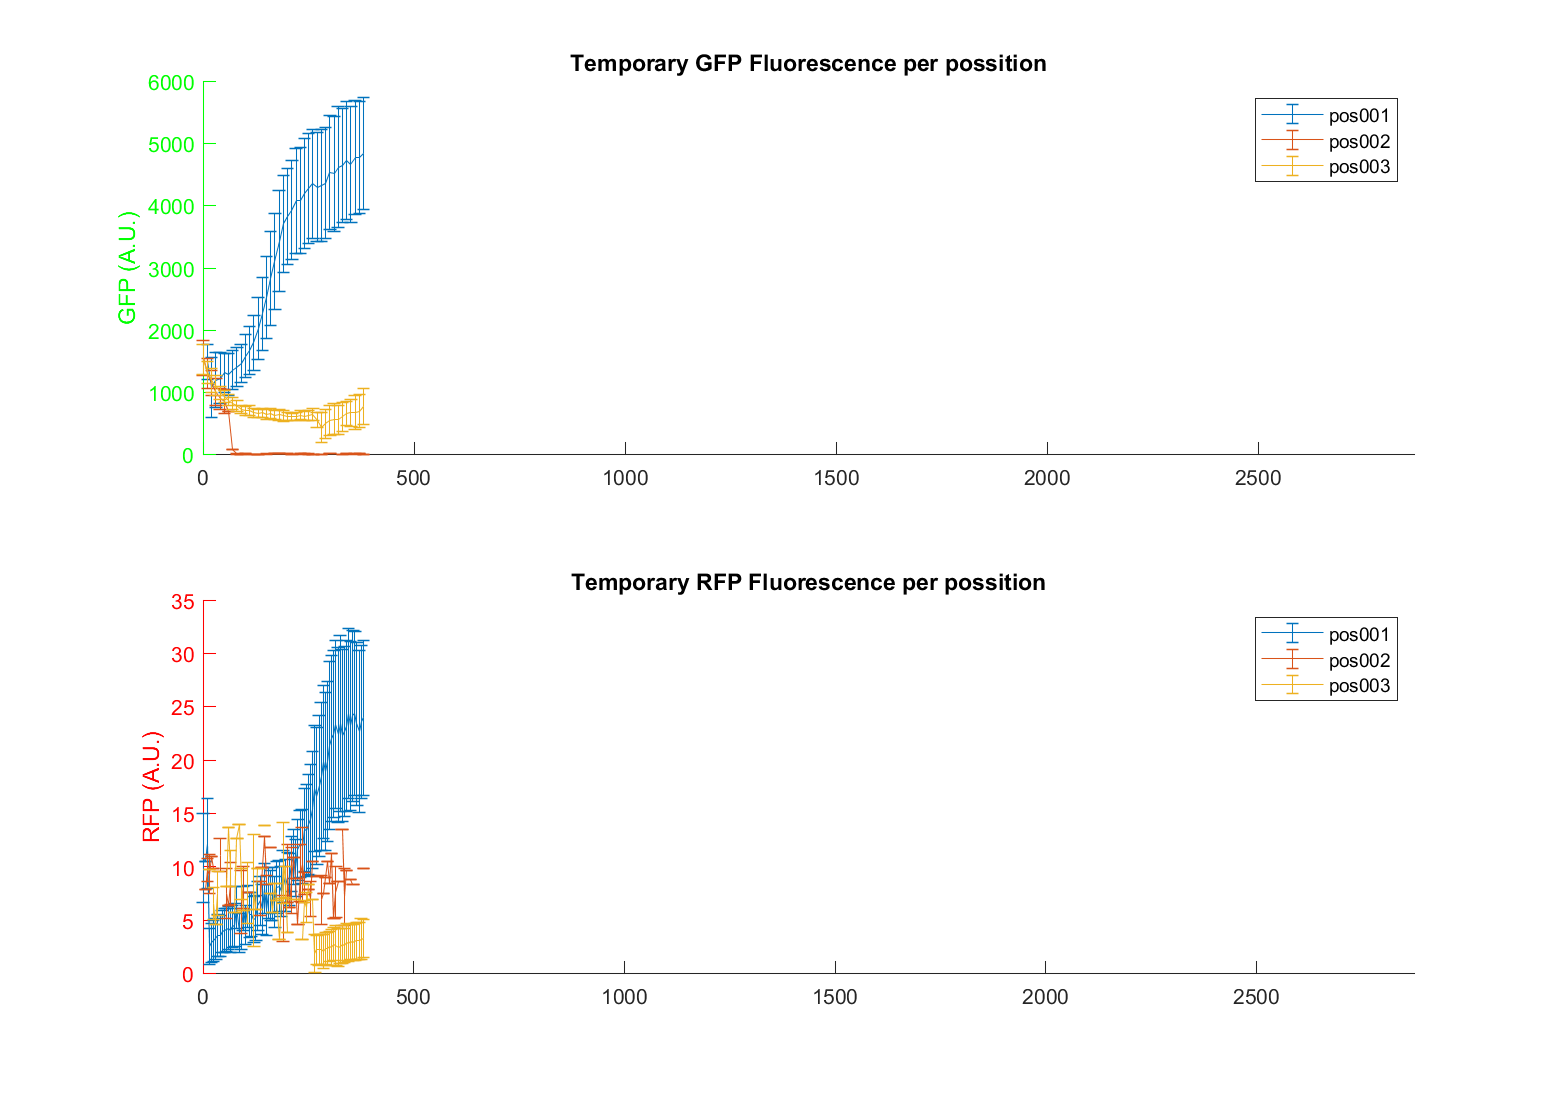 Temporary GFP Fluorescence per possition
GFP (A.U.)
6000
5000
4000
3000
2000
1000
0
0 500 1000 1500 2000 2500
pos001
pos002
pos003
Temporary RFP Fluorescence per possition
RFP (A.U.)
35
30
25
20
15
10
5
0
0 500 1000 1500 2000 2500
pos001
pos002
pos003